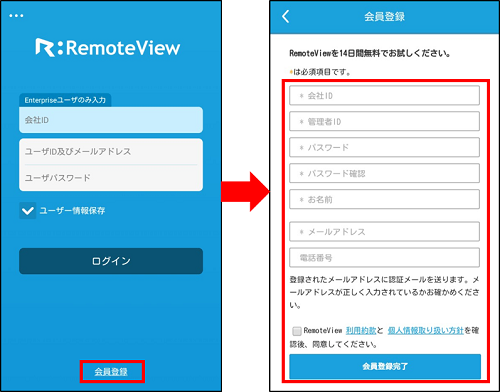 R:RemoteView
Enterpriseユーザのみ入力
会社ID
ユーザID及びメールアドレス
ユーザパスワード
ユーザー情報保存
ログイン
会員登録
会員登録
RemoteViewを14日間無料でお試しください。
*は必須項目です。
* 会社ID
* 管理者ID
* パスワード
* パスワード確認
* お名前
* メールアドレス
電話番号
登録されたメールアドレスに認証メールを送ります。メ
ールアドレスが正しく入力されているかお確かめくださ
い。
RemoteView 利用約款と 個人情報取り扱い方針を確
認後、同意してください。
会員登録完了